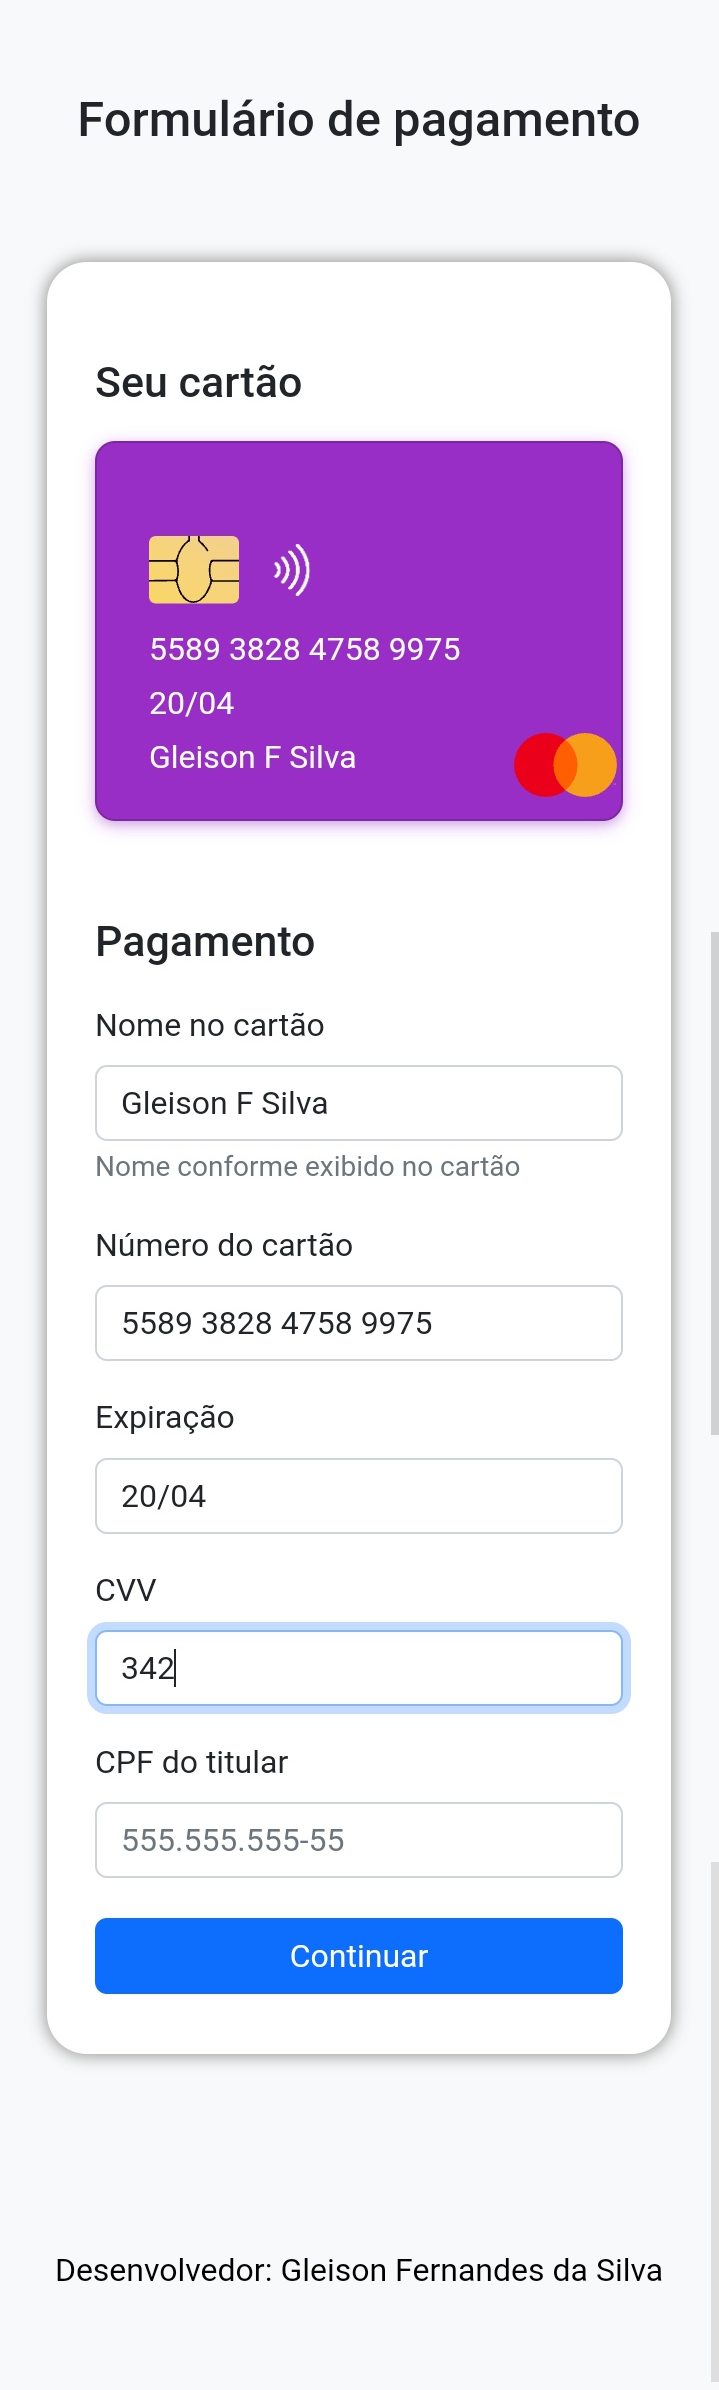 Formulário de pagamento
Seu cartão
5589 3828 4758 9975
20/04
Gleison F Silva
Pagamento
Nome no cartão
Gleison F Silva
Nome conforme exibido no cartão
Número do cartão
5589 3828 4758 9975
Expiração
20/04
CVV
342
CPF do titular
555.555.555-55
Continuar
Desenvolvedor: Gleison Fernandes da Silva